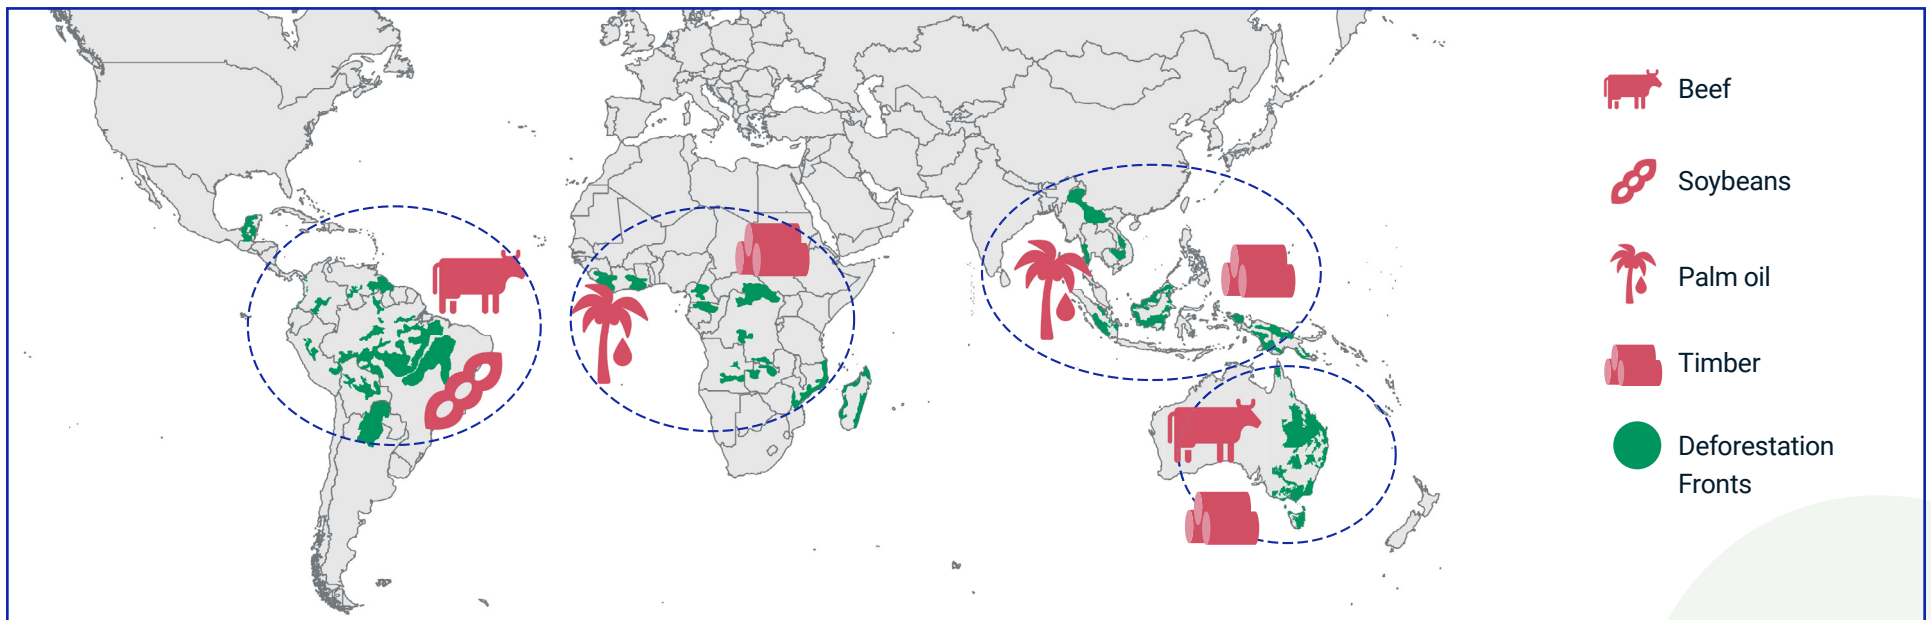 Beef
Soybeans
Palm oil
Timber
Deforestation
Fronts